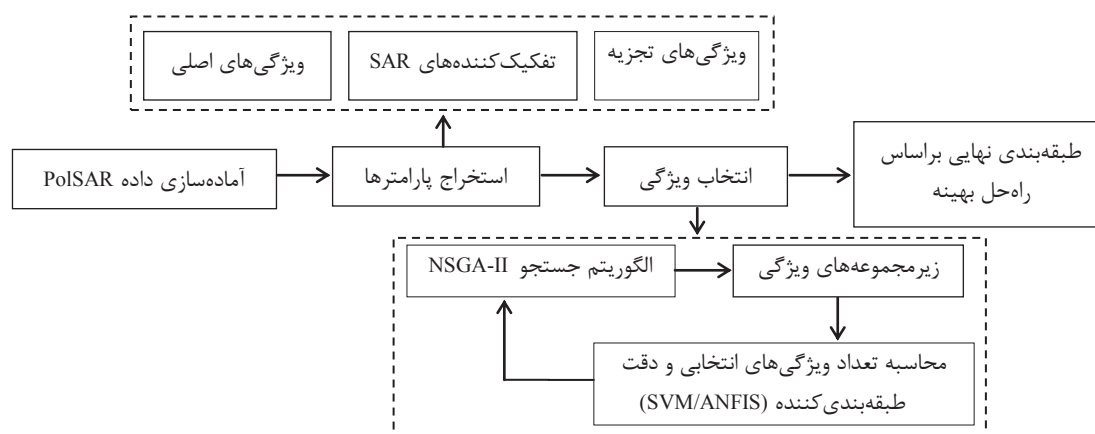 ویژگی‌های اصلی
تفکیک‌کننده‌های SAR
ویژگی‌های تجزیه
آماده‌سازی داده PolSAR
استخراج پارامترها
انتخاب ویژگی
طبقه‌بندی نهایی براساس
راه‌حل بهینه
الگوریتم جستجو NSGA-II
زیرمجموعه‌های ویژگی
محاسبه تعداد ویژگی‌های انتخابی و دقت
طبقه‌بندی‌کننده (SVM/ANFIS)